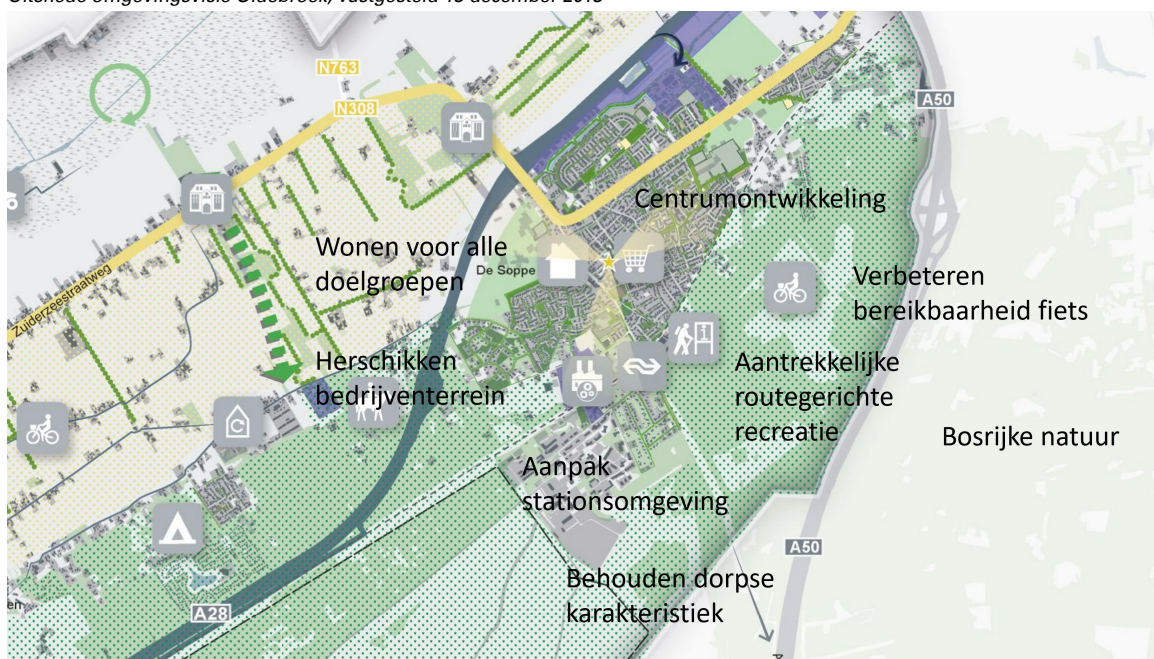 N763
N308
A50
Centrumontwikkeling
Wonen voor alle
doelgroepen
De Soppe
Verbeteren
bereikbaarheid fiets
Zuiderzeestraatweg
Herschikken
bedrijventerrein
Aantrekkelijke
routegerichte
recreatie
C
Bosrijke natuur
Aanpak
stationsomgeving
A50
Behouden dorpse
karakteristiek
A28